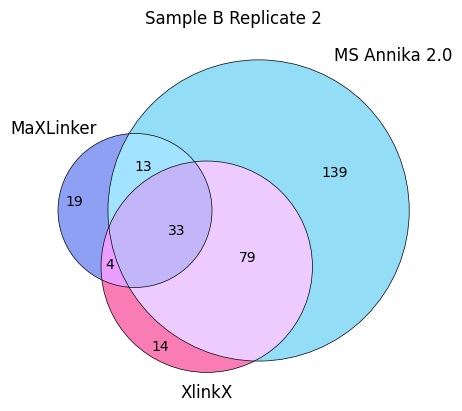 Sample B Replicate 2
MS Annika 2.0
MaXLinker
13
139
19
33
79
4
14
XlinkX